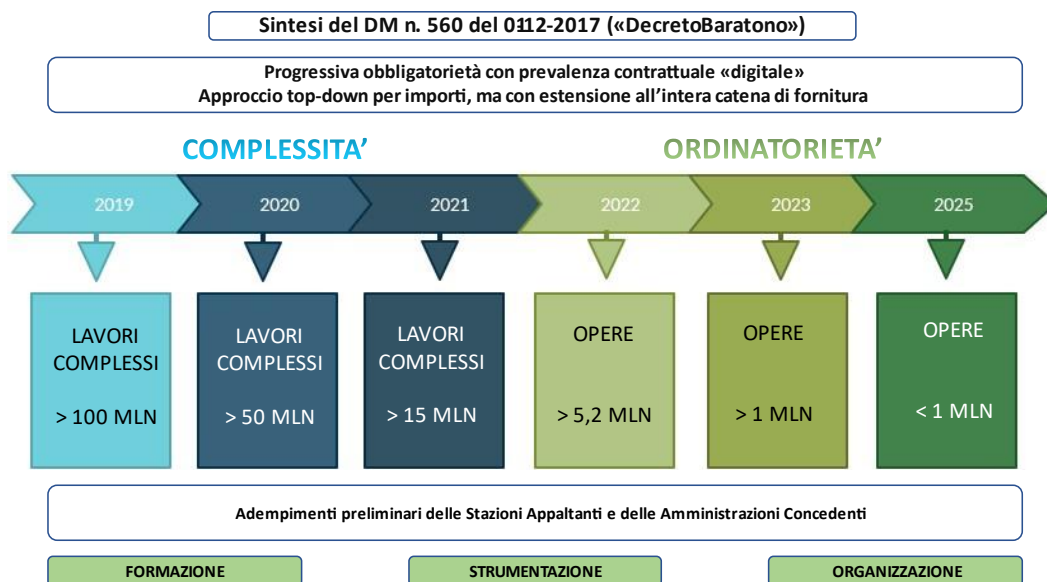 Sintesi del DM n. 560 del 0112-2017 («DecretoBaratono»)
Progressiva obbligatorietà con prevalenza contrattuale «digitale»
Approccio top-down per importi, ma con estensione all’intera catena di fornitura
COMPLESSITA’
ORDINATORIETA’
2019
2020
2021
2022
2023
2025
LAVORI
COMPLESSI
> 100 MLN
LAVORI
COMPLESSI
> 50 MLN
LAVORI
COMPLESSI
> 15 MLN
OPERE
> 5,2 MLN
OPERE
> 1 MLN
OPERE
< 1 MLN
Adempimenti preliminari delle Stazioni Appaltanti e delle Amministrazioni Concedenti
FORMAZIONE
STRUMENTAZIONE
ORGANIZZAZIONE